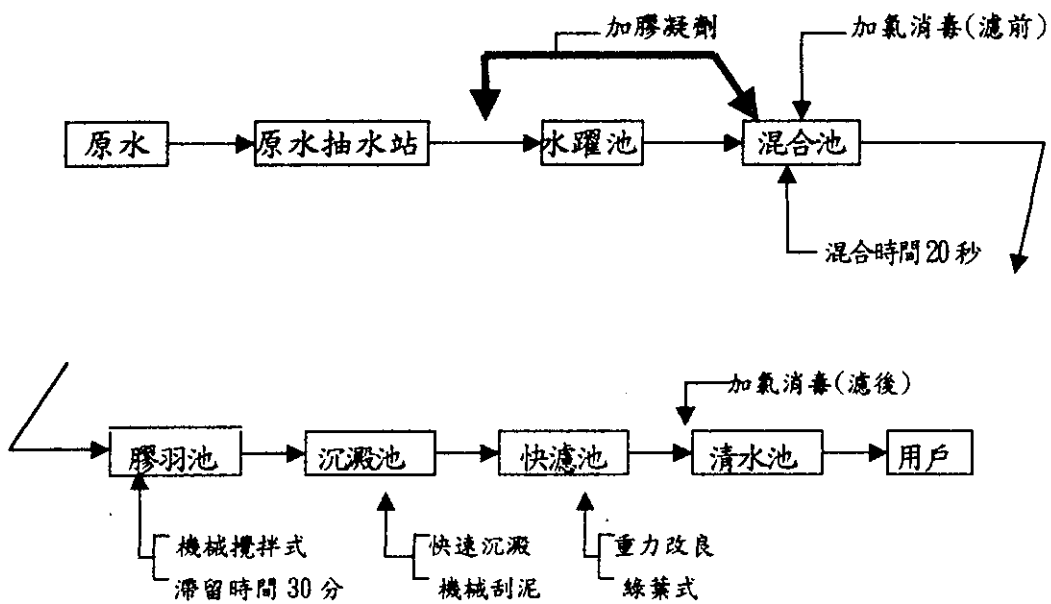 加膠凝劑
加氯消毒(濾前)
原水
原水抽水站
水躍池
混合池
混合時間20秒
加氯消毒(濾後)
膠羽池
沉澱池
快濾池
清水池
用戶
機械攪拌式
滯留時間30分
快速沉澱
機械刮泥
重力改良
綠葉式